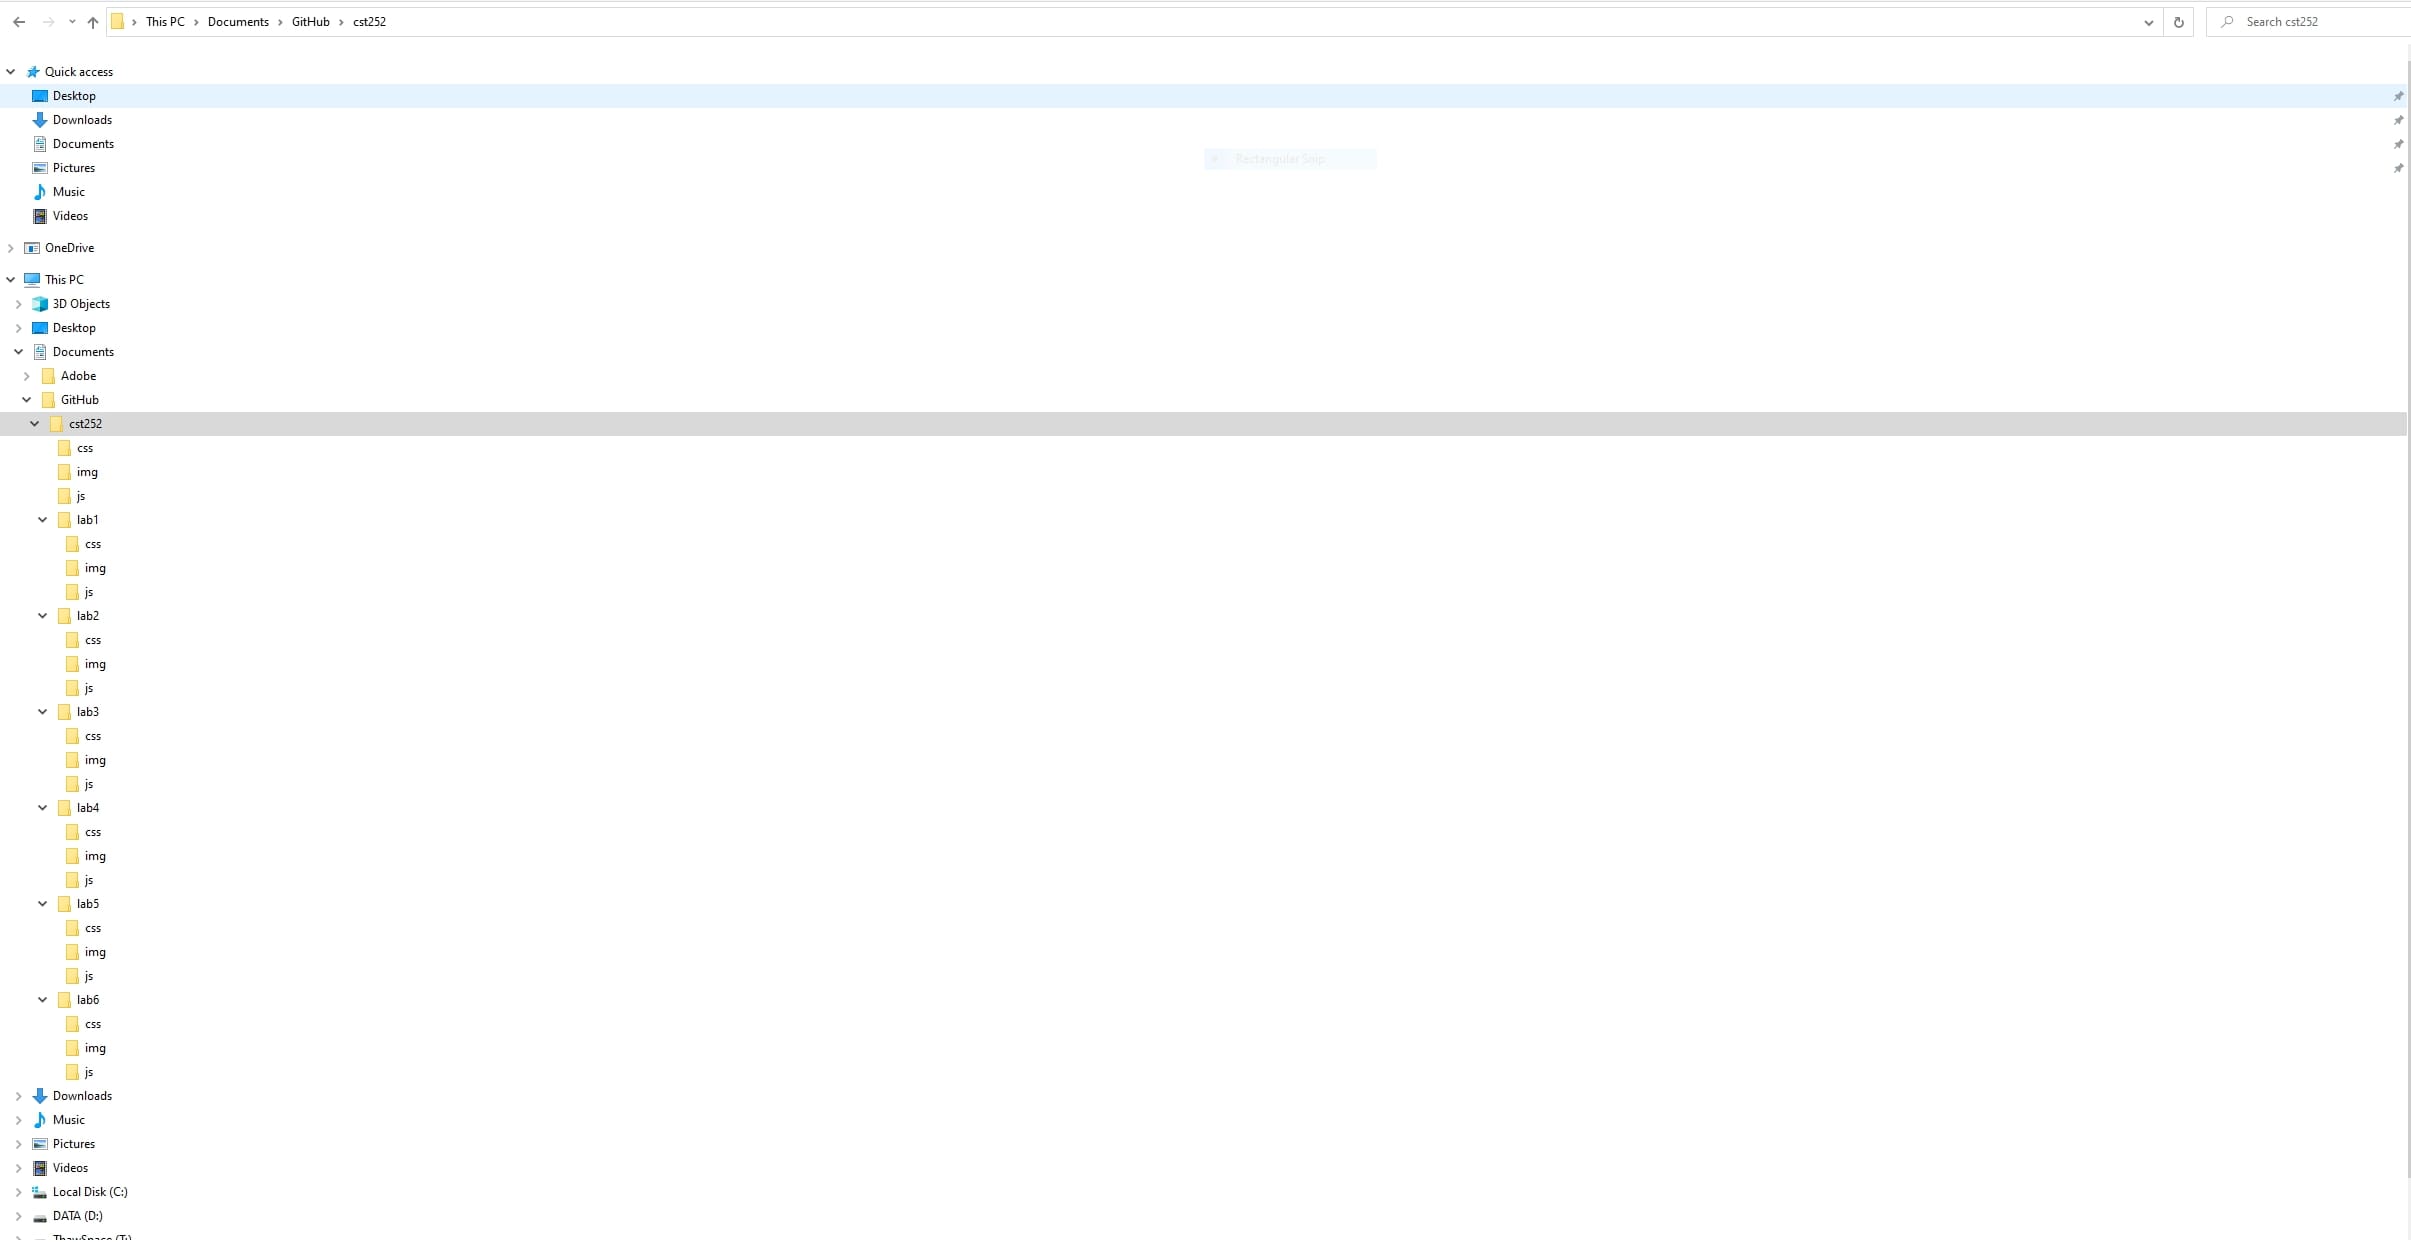 This PC › Documents › GitHub › cst252
Search cst252
Quick access
Desktop
Downloads
Documents
Rectangular Snip
Pictures
Music
Videos
OneDrive
This PC
3D Objects
Desktop
Documents
Adobe
GitHub
cst252
css
img
js
lab1
css
img
js
lab2
css
img
js
lab3
css
img
js
lab4
css
img
js
lab5
css
img
js
lab6
css
img
js
Downloads
Music
Pictures
Videos
Local Disk (C:)
DATA (D:)
ThawSpace (T:)